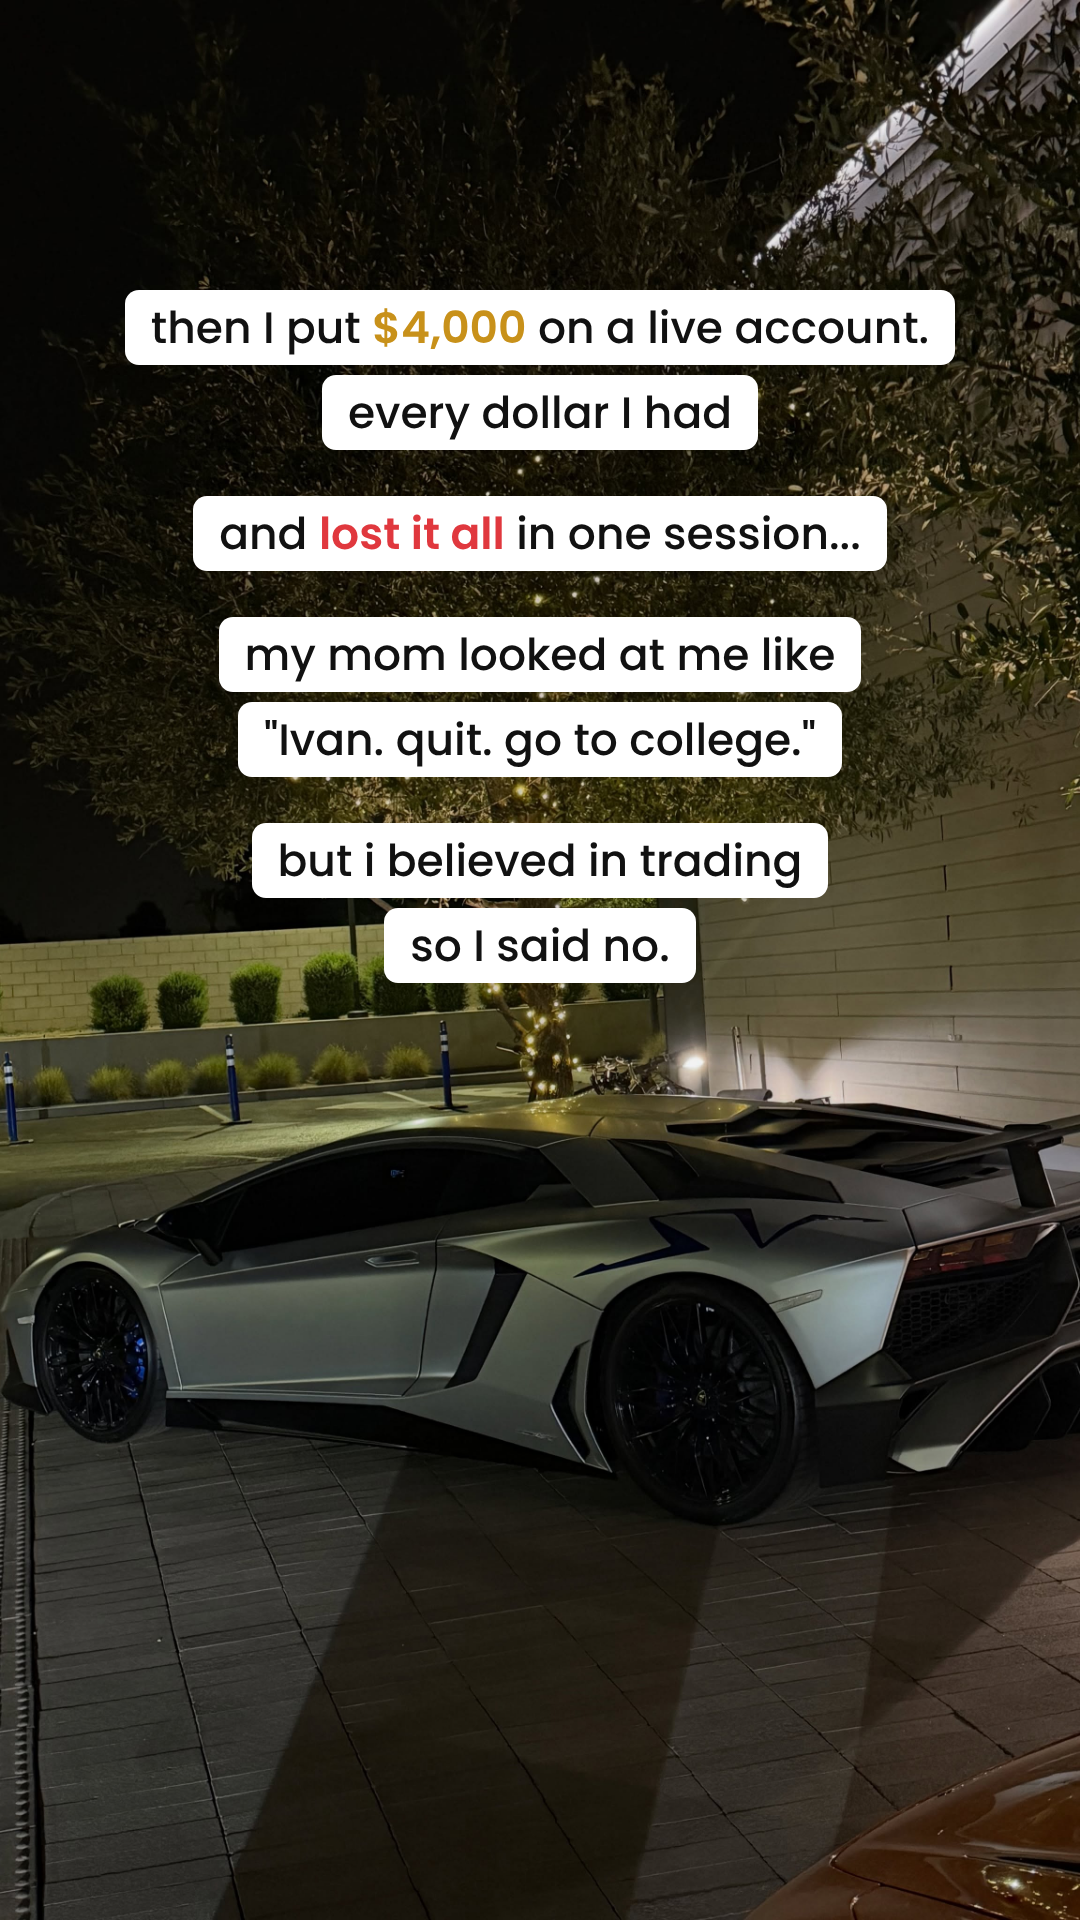 then I put $4,000 on a live account.
every dollar I had
and lost it all in one session...
my mom looked at me like
"Ivan. quit. go to college."
but i believed in trading
so I said no.